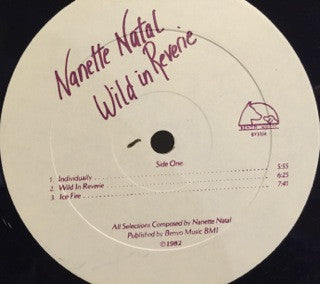 Nanette Natal
Wild in Reverie
Side One
1. Individually 5:55
2. Wild In Reverie 6:25
3. Ice Fire 7:41
All Selections Composed by Nanette Natal
Published by Benyo Music BMI
©1982